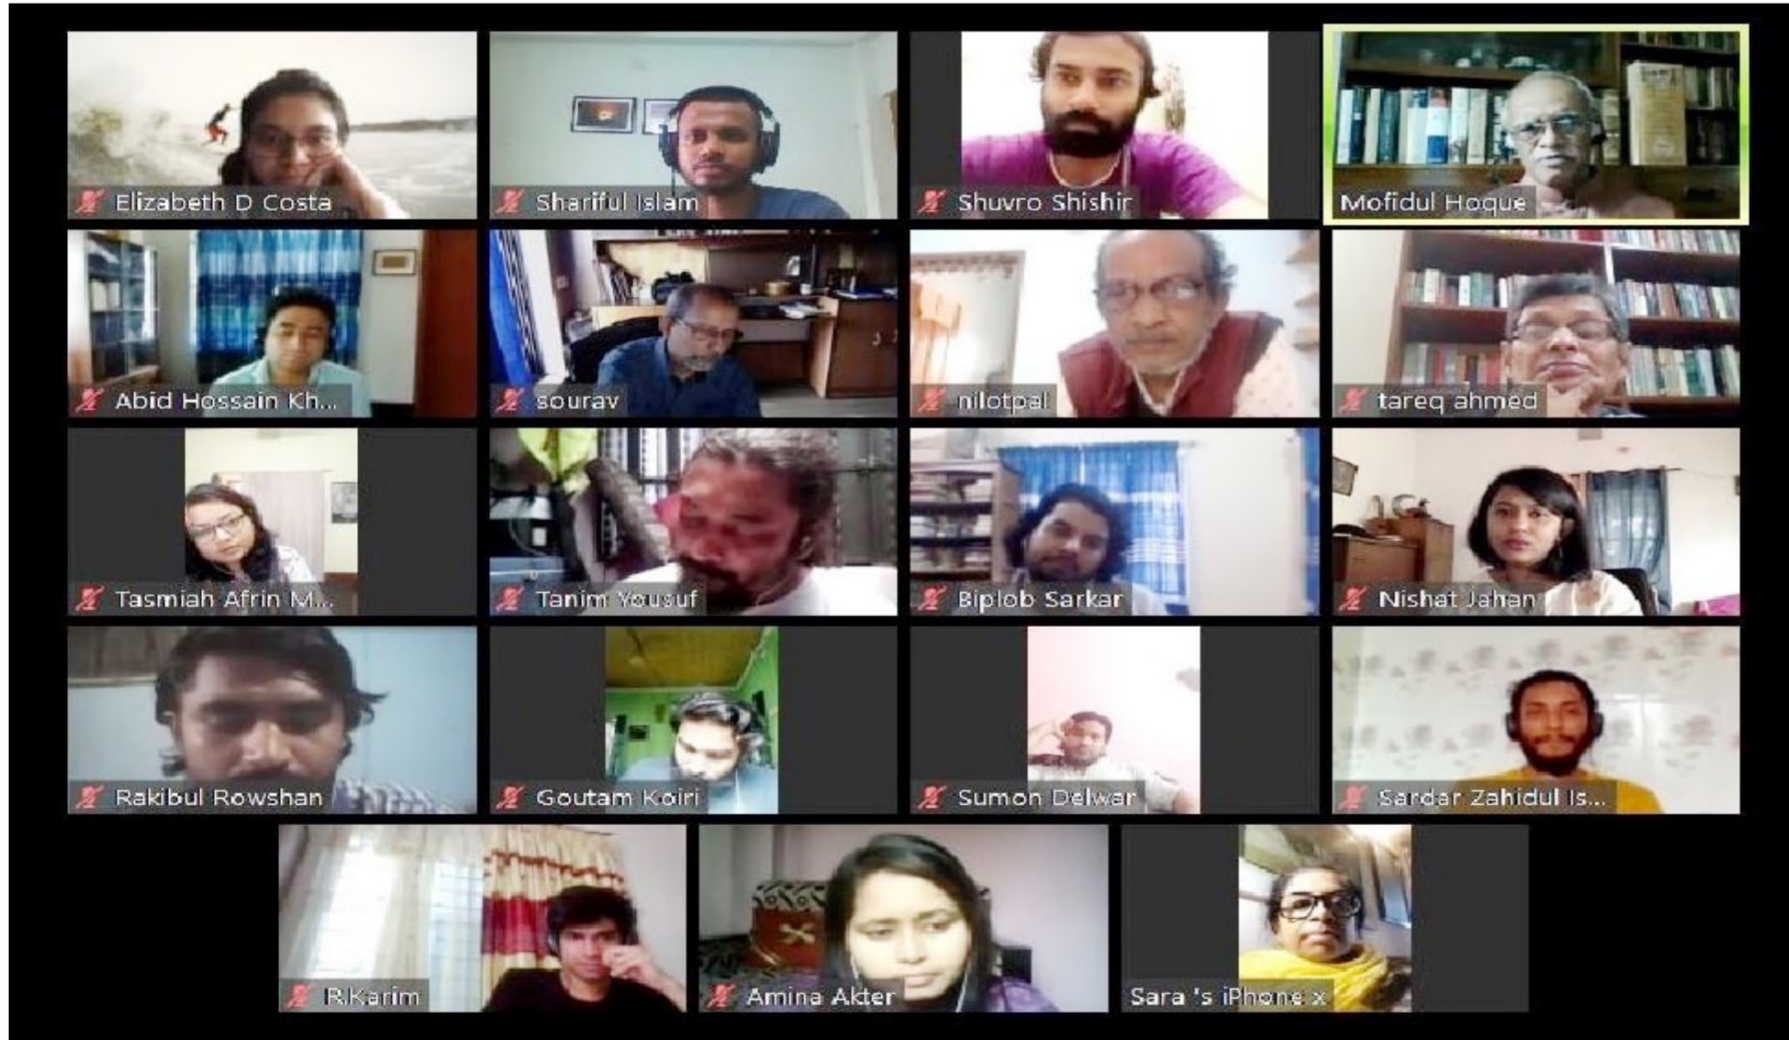 Elizabeth D Costa
Shariful Islam
Shuvro Shishir
Mofidul Hoque
Abid Hossain Kh...
sourav
nilotpal
tareq ahmed
Tasmiah Afrin M...
Tanim Yousuf
Biplob Sarkar
Nishat Jahan
Rakibul Rowshan
Goutam Koiri
Sumon Delwar
Sardar Zahidul Is...
R.Karim
Amina Akter
Sara 's iPhone x